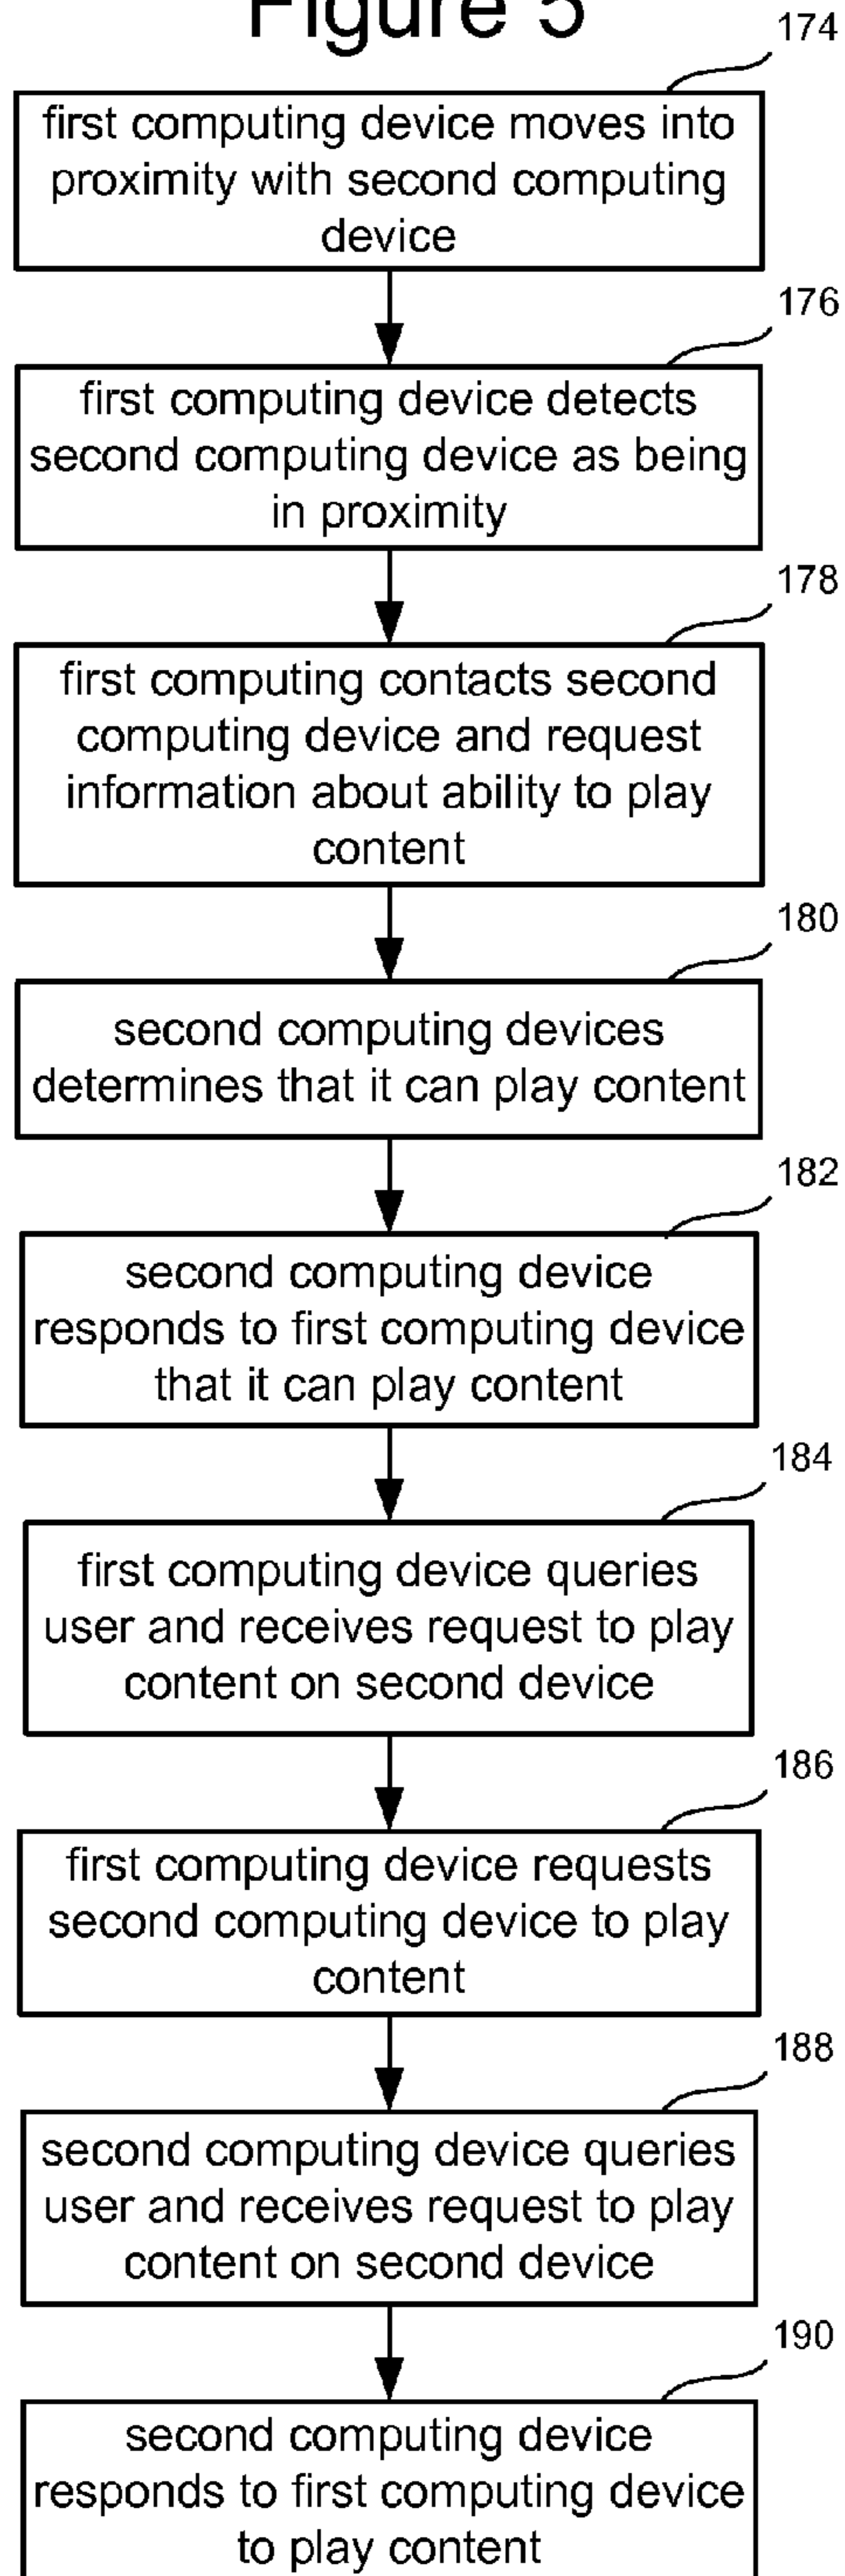 Figure 5
174
first computing device moves into
proximity with second computing
device
176
first computing device detects
second computing device as being
in proximity
178
first computing contacts second
computing device and request
information about ability to play
content
180
second computing devices
determines that it can play content
182
second computing device
responds to first computing device
that it can play content
184
first computing device queries
user and receives request to play
content on second device
186
first computing device requests
second computing device to play
content
188
second computing device queries
user and receives request to play
content on second device
190
second computing device
responds to first computing device
to play content